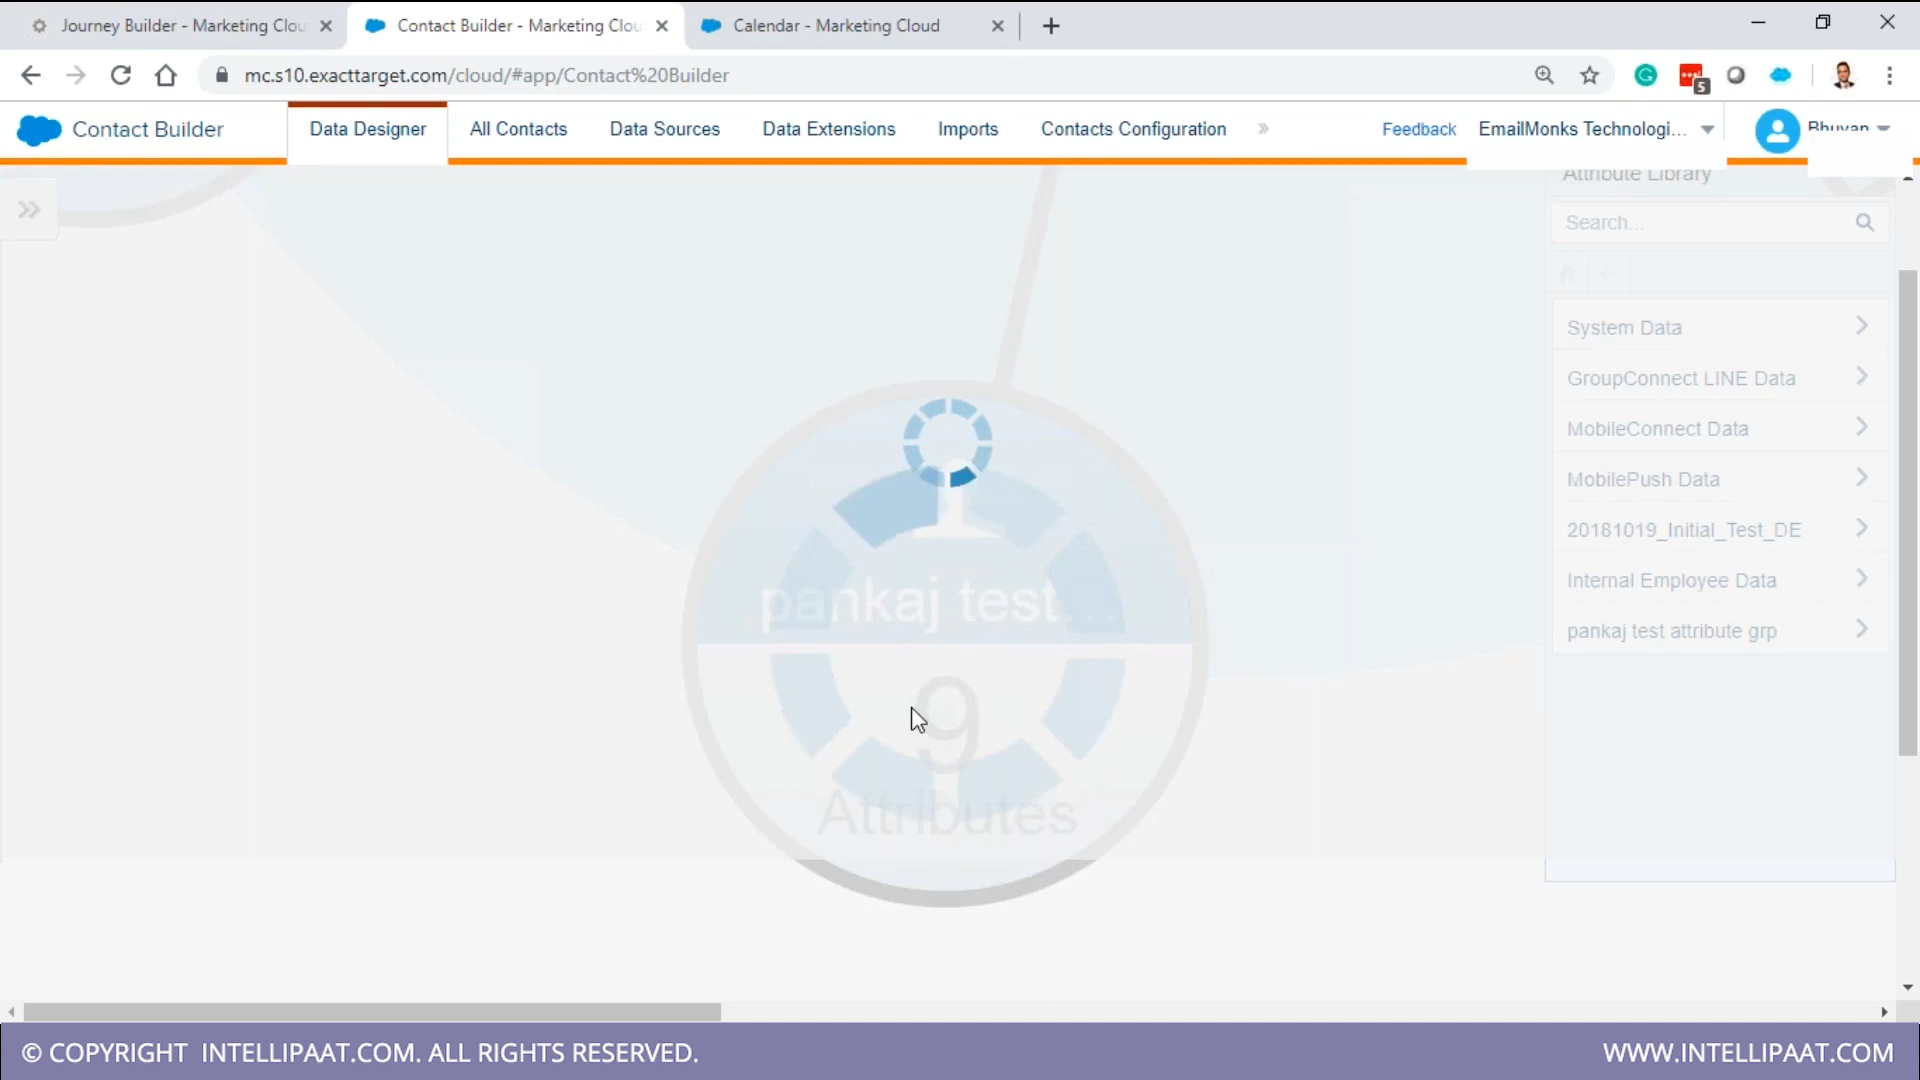 Journey Builder - Marketing Clou
Contact Builder - Marketing Clou
Calendar - Marketing Cloud
mc.s10.exacttarget.com/cloud/#app/Contact%20Builder
5
Contact Builder
Data Designer
All Contacts
Data Sources
Data Extensions
Imports
Contacts Configuration
Feedback
EmailMonks Technologi...
Bhuvan
Attribute Library
Search...
System Data
GroupConnect LINE Data
MobileConnect Data
MobilePush Data
20181019_Initial_Test_DE
Internal Employee Data
pankaj test attribute grp
pankaj test...
9
Attributes
© COPYRIGHT INTELLIPAAT.COM. ALL RIGHTS RESERVED.
WWW.INTELLIPAAT.COM